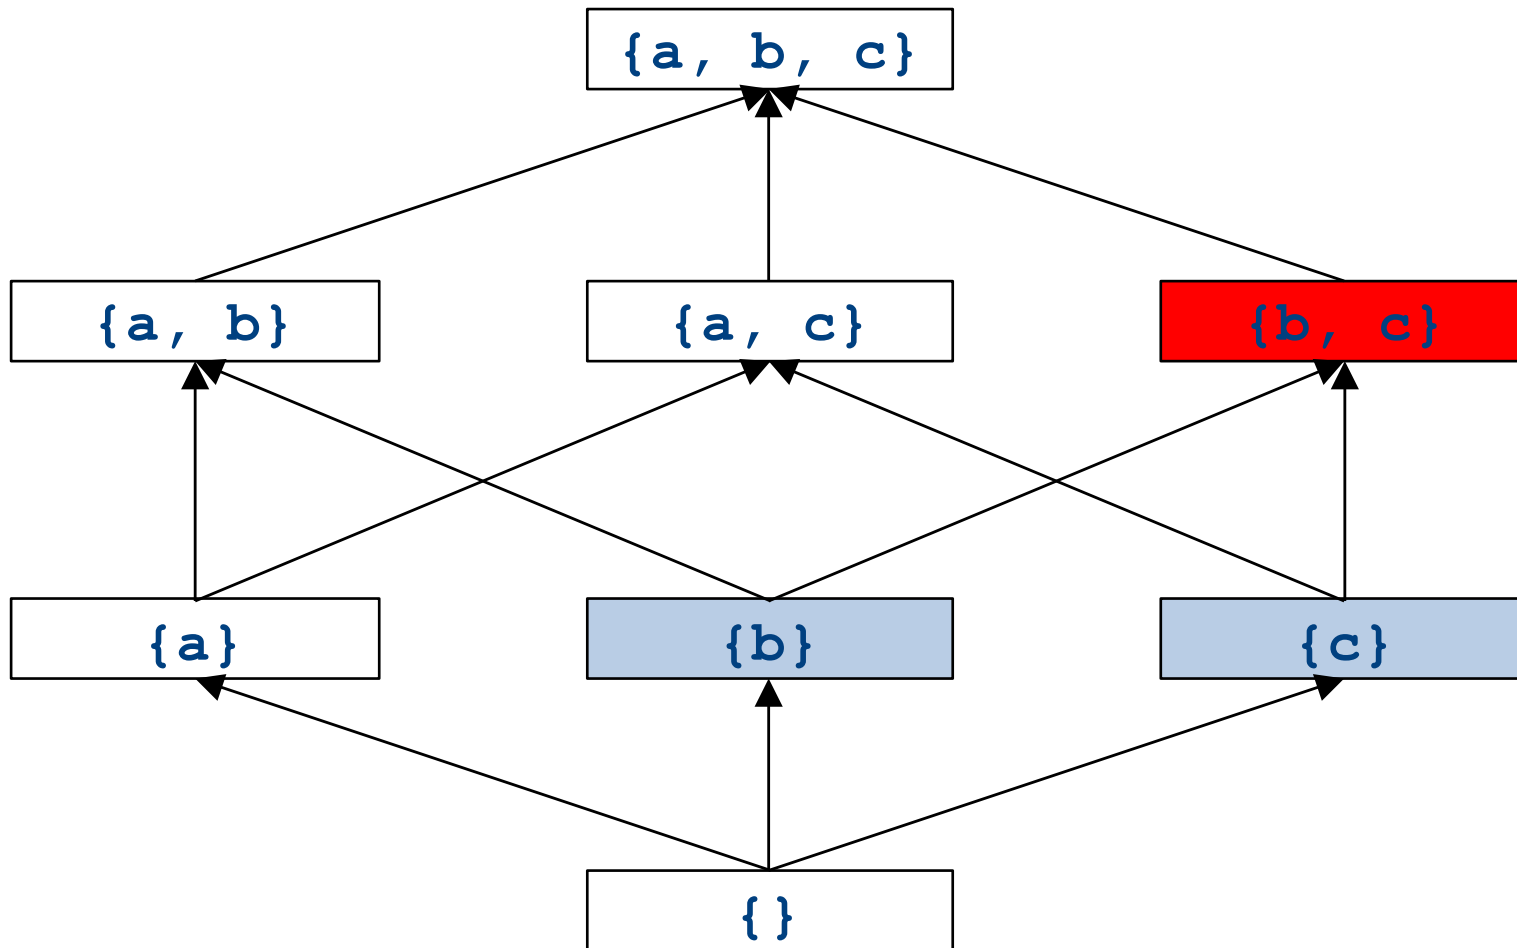 {a, b, c}
{a, b}
{a, c}
{b, c}
{a}
{b}
{c}
{}